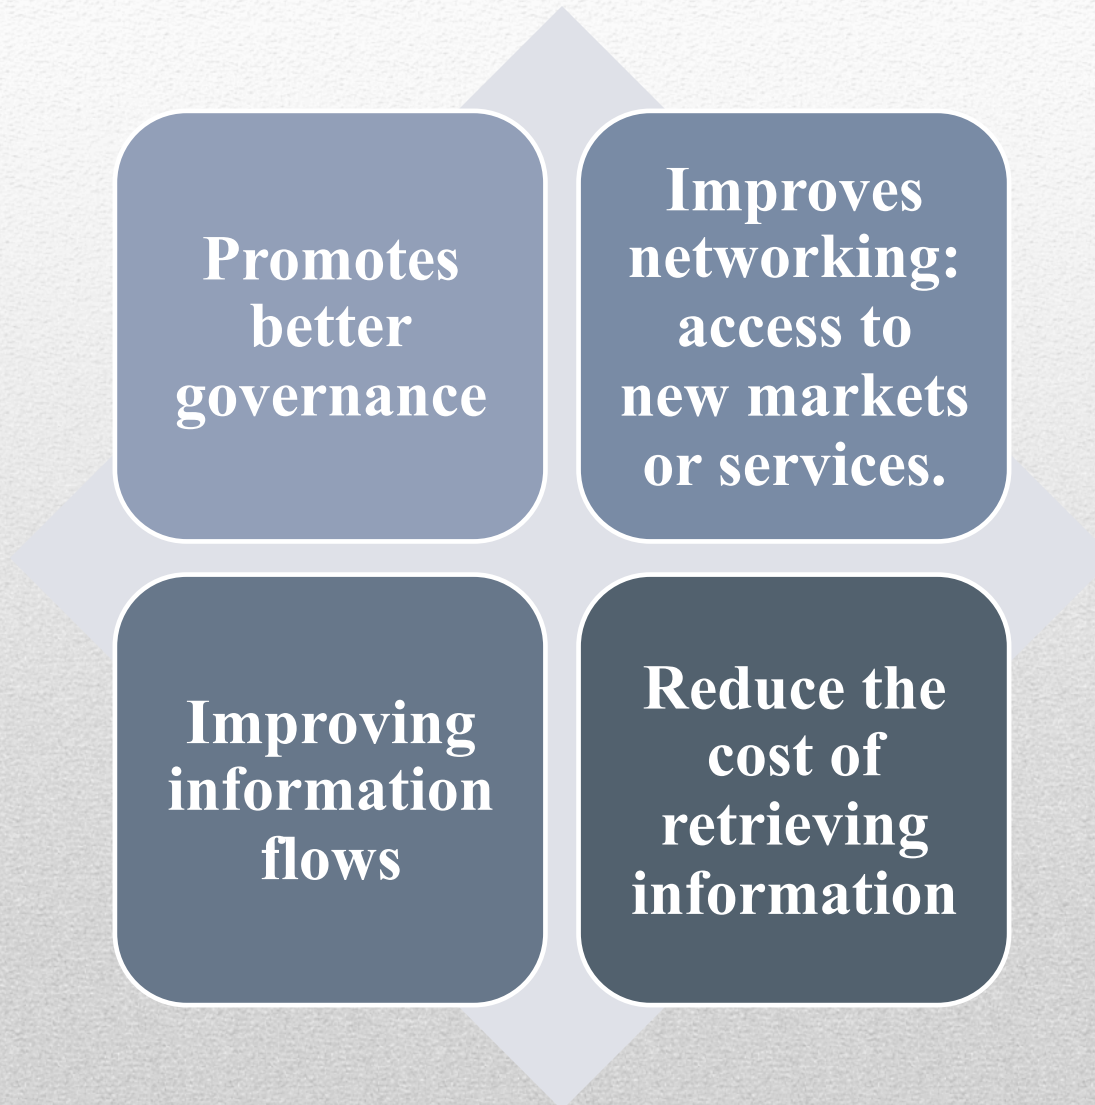 Promotes
better
governance
Improves
networking:
access to
new markets
or services.
Improving
information
flows
Reduce the
cost of
retrieving
information